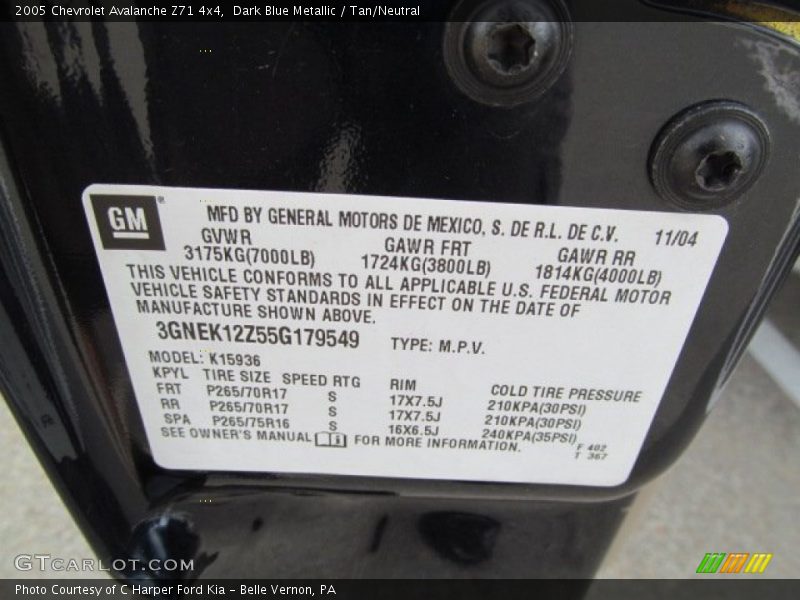 2005 Chevrolet Avalanche Z71 4x4, Dark Blue Metallic / Tan/Neutral
GM
MFD BY GENERAL MOTORS DE MEXICO, S. DE R.L. DE C.V. 11/04
GVWR GAWR FRT GAWR RR
3175KG(7000LB) 1724KG(3800LB) 1814KG(4000LB)
THIS VEHICLE CONFORMS TO ALL APPLICABLE U.S. FEDERAL MOTOR
VEHICLE SAFETY STANDARDS IN EFFECT ON THE DATE OF
MANUFACTURE SHOWN ABOVE.
3GNEK12Z55G179549 TYPE: M.P.V.
MODEL: K15936
KPYL TIRE SIZE SPEED RTG RIM COLD TIRE PRESSURE
FRT P265/70R17 S 17X7.5J 210KPA(30PSI)
RR P265/70R17 S 17X7.5J 210KPA(30PSI)
SPA P265/75R16 S 16X6.5J 240KPA(35PSI)
SEE OWNER'S MANUAL FOR MORE INFORMATION.
F 402
T 367
GTCarLot.com
Photo Courtesy of C Harper Ford Kia - Belle Vernon, PA